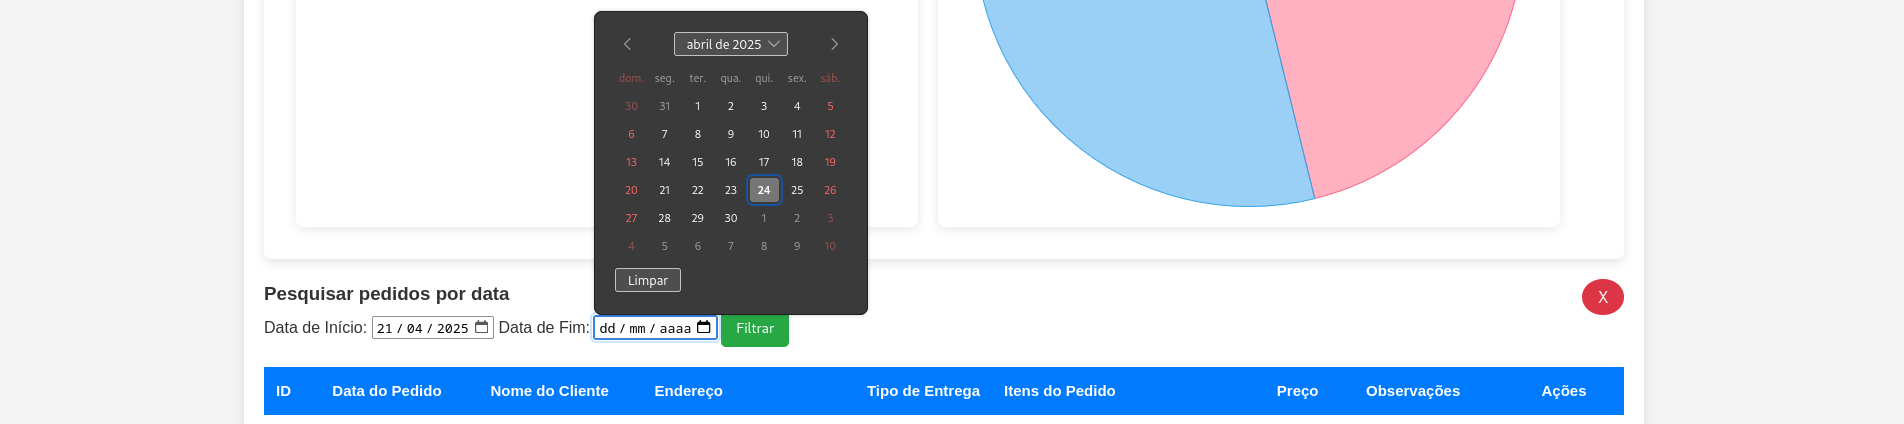 abril de 2025
dom. seg. ter. qua. qui. sex. sáb.
30 31 1 2 3 4 5
6 7 8 9 10 11 12
13 14 15 16 17 18 19
20 21 22 23 24 25 26
27 28 29 30 1 2 3
4 5 6 7 8 9 10
Limpar
Pesquisar pedidos por data X
Data de Início: 21/04/2025 Data de Fim: dd/mm/aaaa Filtrar
ID Data do Pedido Nome do Cliente Endereço Tipo de Entrega Itens do Pedido Preço Observações Ações